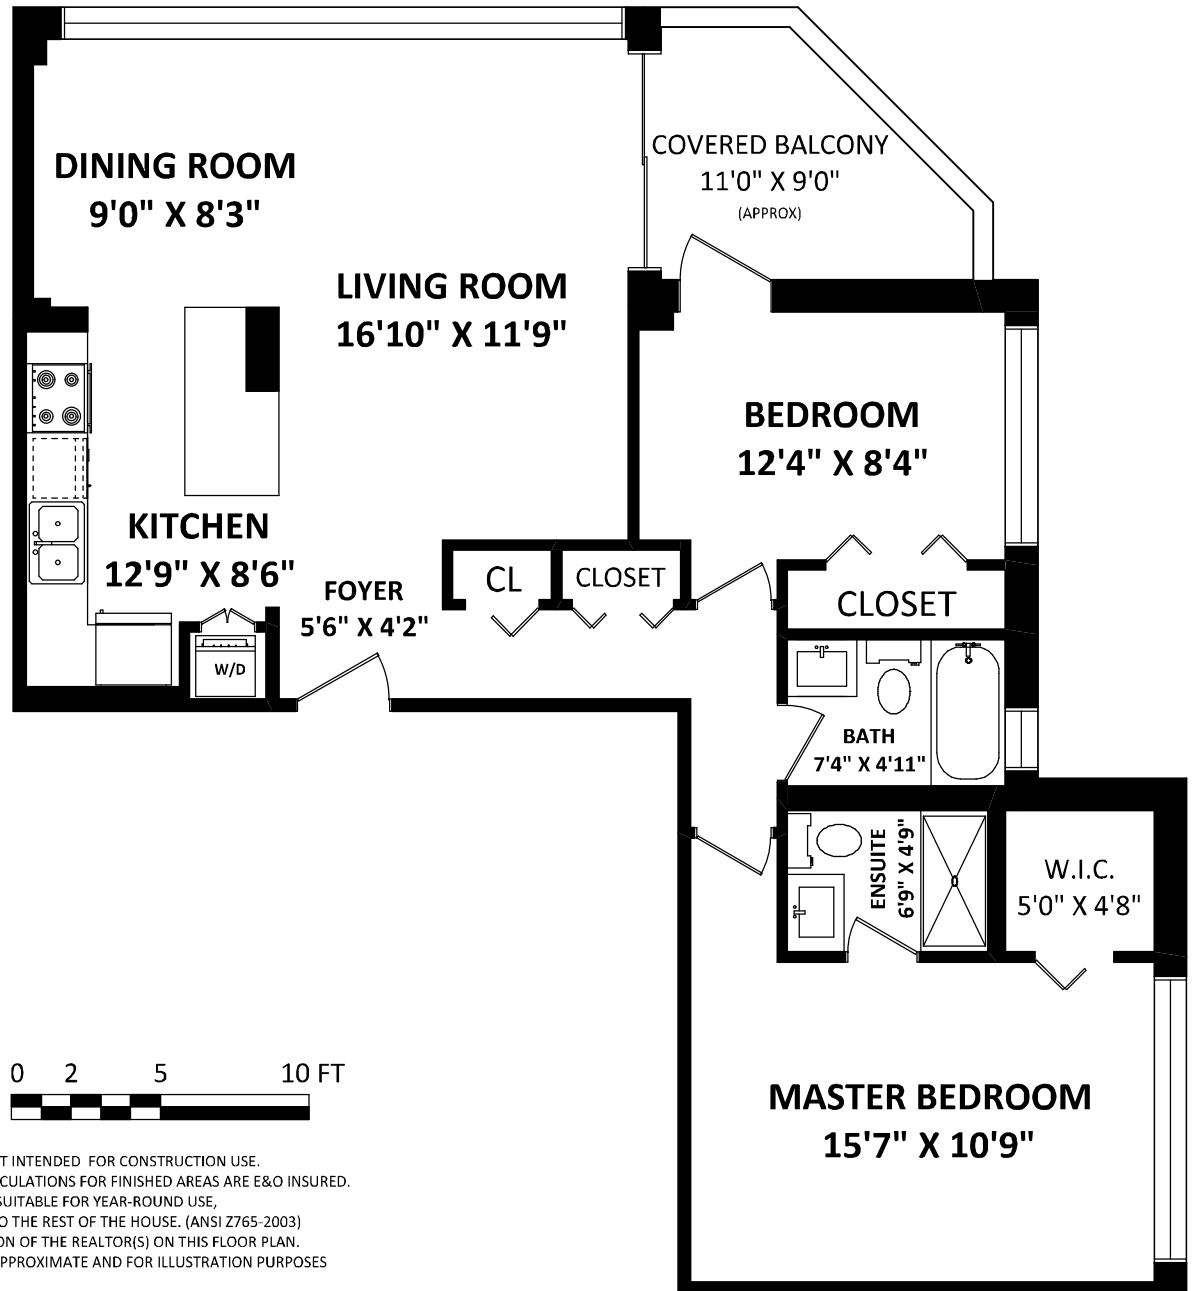 COVERED BALCONY
11'0" X 9'0"
(APPROX)
DINING ROOM
9'0" X 8'3"
LIVING ROOM
16'10" X 11'9"
BEDROOM
12'4" X 8'4"
KITCHEN
12'9" X 8'6"
FOYER
5'6" X 4'2"
CL
CLOSET
CLOSET
W/D
BATH
7'4" X 4'11"
ENSUITE
6'9" X 4'9"
W.I.C.
5'0" X 4'8"
MASTER BEDROOM
15'7" X 10'9"
0 2 5 10 FT
T INTENDED FOR CONSTRUCTION USE.
CULATIONS FOR FINISHED AREAS ARE E&O INSURED.
SUITABLE FOR YEAR-ROUND USE,
O THE REST OF THE HOUSE. (ANSI Z765-2003)
ON OF THE REALTOR(S) ON THIS FLOOR PLAN.
PPROXIMATE AND FOR ILLUSTRATION PURPOSES